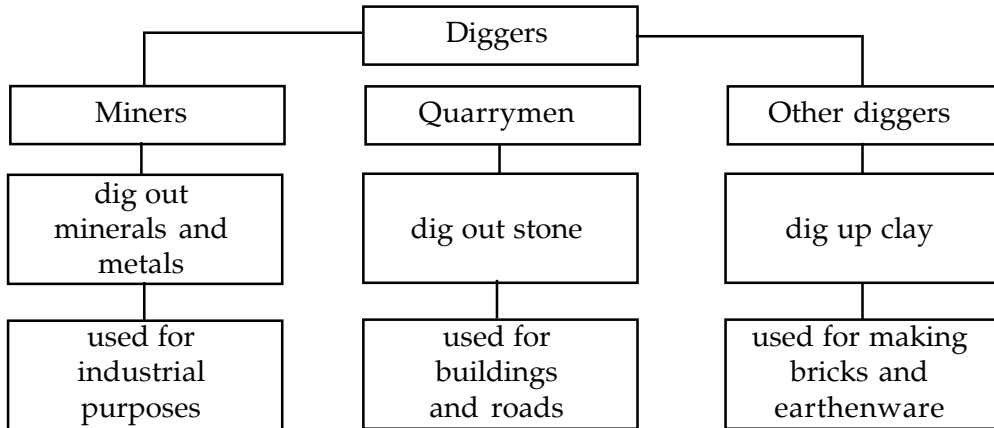 Diggers
Miners
Quarrymen
Other diggers
dig out
minerals and
metals
dig out stone
dig up clay
used for
industrial
purposes
used for
buildings
and roads
used for making
bricks and
earthenware